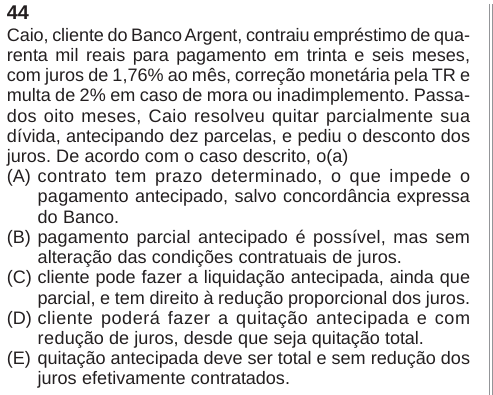 44
Caio, cliente do Banco Argent, contraiu empréstimo de qua-
renta mil reais para pagamento em trinta e seis meses,
com juros de 1,76% ao mês, correção monetária pela TR e
multa de 2% em caso de mora ou inadimplemento. Passa-
dos oito meses, Caio resolveu quitar parcialmente sua
dívida, antecipando dez parcelas, e pediu o desconto dos
juros. De acordo com o caso descrito, o(a)
(A) contrato tem prazo determinado, o que impede o
pagamento antecipado, salvo concordância expressa
do Banco.
(B) pagamento parcial antecipado é possível, mas sem
alteração das condições contratuais de juros.
(C) cliente pode fazer a liquidação antecipada, ainda que
parcial, e tem direito à redução proporcional dos juros.
(D) cliente poderá fazer a quitação antecipada e com
redução de juros, desde que seja quitação total.
(E) quitação antecipada deve ser total e sem redução dos
juros efetivamente contratados.